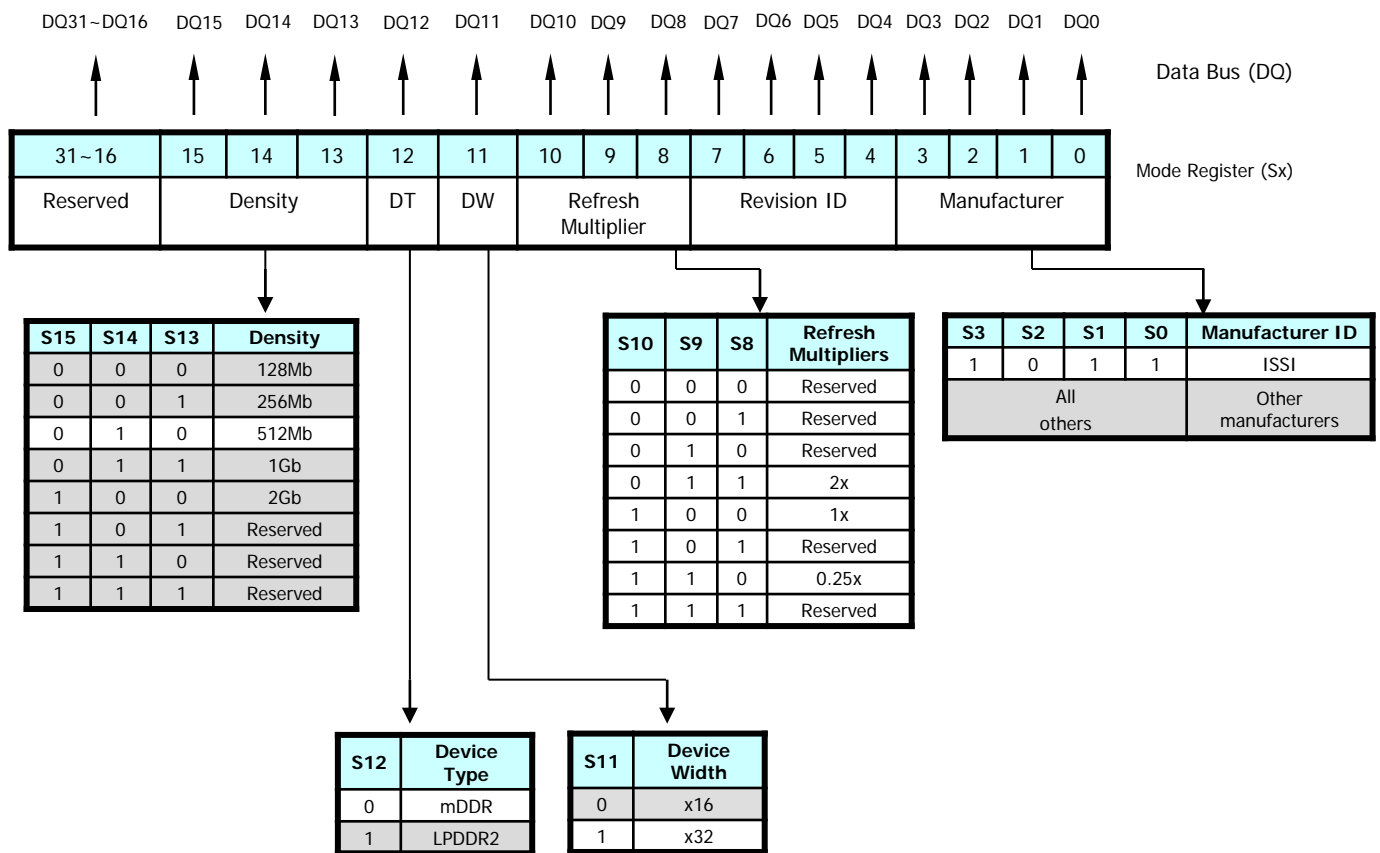 DQ31~DQ16 DQ15 DQ14 DQ13 DQ12 DQ11 DQ10 DQ9 DQ8 DQ7 DQ6 DQ5 DQ4 DQ3 DQ2 DQ1 DQ0
Data Bus (DQ)
31~16 15 14 13 12 11 10 9 8 7 6 5 4 3 2 1 0
Mode Register (Sx)
Reserved Density DT DW Refresh Revision ID Manufacturer
Multiplier
S15 S14 S13 Density
0 0 0 128Mb
0 0 1 256Mb
0 1 0 512Mb
0 1 1 1Gb
1 0 0 2Gb
1 0 1 Reserved
1 1 0 Reserved
1 1 1 Reserved
S10 S9 S8 Refresh
Multipliers
0 0 0 Reserved
0 0 1 Reserved
0 1 0 Reserved
0 1 1 2x
1 0 0 1x
1 0 1 Reserved
1 1 0 0.25x
1 1 1 Reserved
S3 S2 S1 S0 Manufacturer ID
1 0 1 1 ISSI
All Other
others manufacturers
S12 Device
Type
0 mDDR
1 LPDDR2
S11 Device
Width
0 x16
1 x32